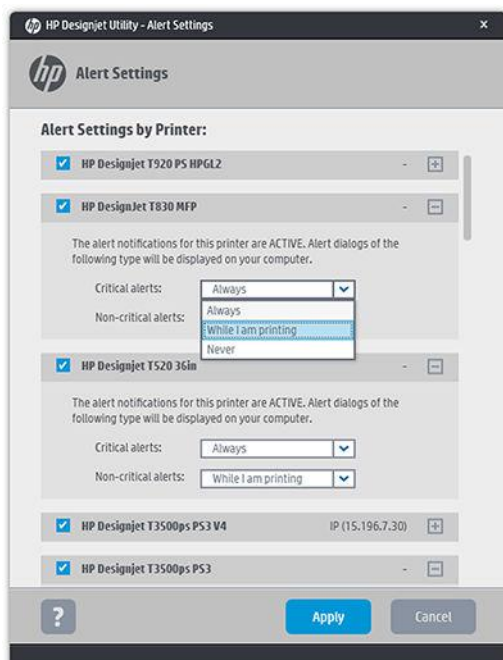 hp HP Designjet Utility - Alert Settings x
hp Alert Settings
Alert Settings by Printer:
HP Designjet T920 PS HPGL2 - +
HP DesignJet T830 MFP - -
The alert notifications for this printer are ACTIVE. Alert dialogs of the
following type will be displayed on your computer.
Critical alerts: Always
Always
Non-critical alerts:
While I am printing
Never
HP Designjet T520 36in - -
The alert notifications for this printer are ACTIVE. Alert dialogs of the
following type will be displayed on your computer.
Critical alerts: Always
Non-critical alerts: While I am printing
HP Designjet T3500ps PS3 V4 IP (15.196.7.30) +
HP Designjet T3500ps PS3 - -
? Apply Cancel